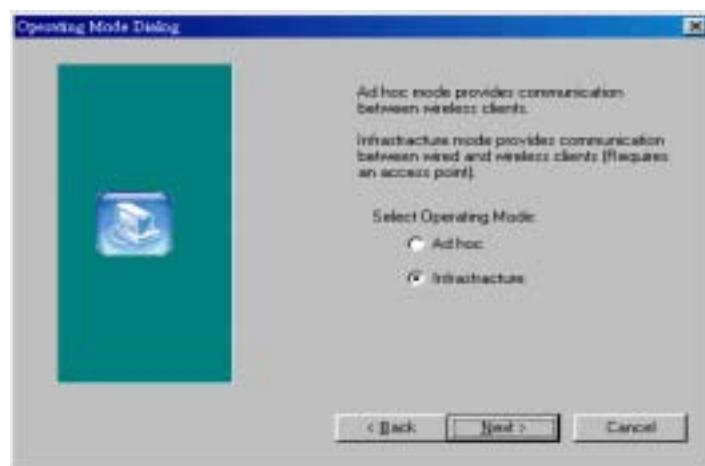 Operating Mode Dialog
Ad hoc mode provides communication
between wireless clients.
Infrastructure mode provides communication
between wired and wireless clients (Requires
an access point).
Select Operating Mode:
Ad hoc
Infrastructure
< Back
Next >
Cancel